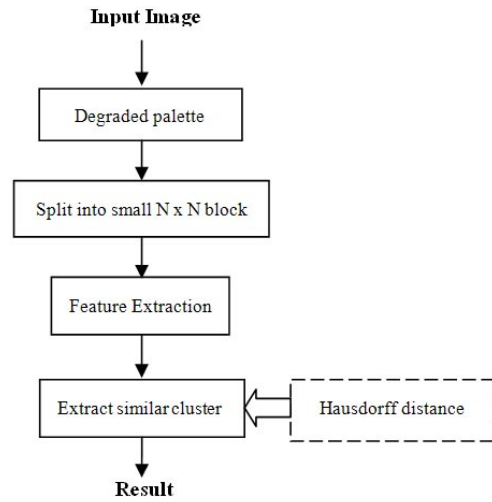 Input Image
Degraded palette
Split into small N x N block
Feature Extraction
Extract similar cluster
Hausdorff distance
Result